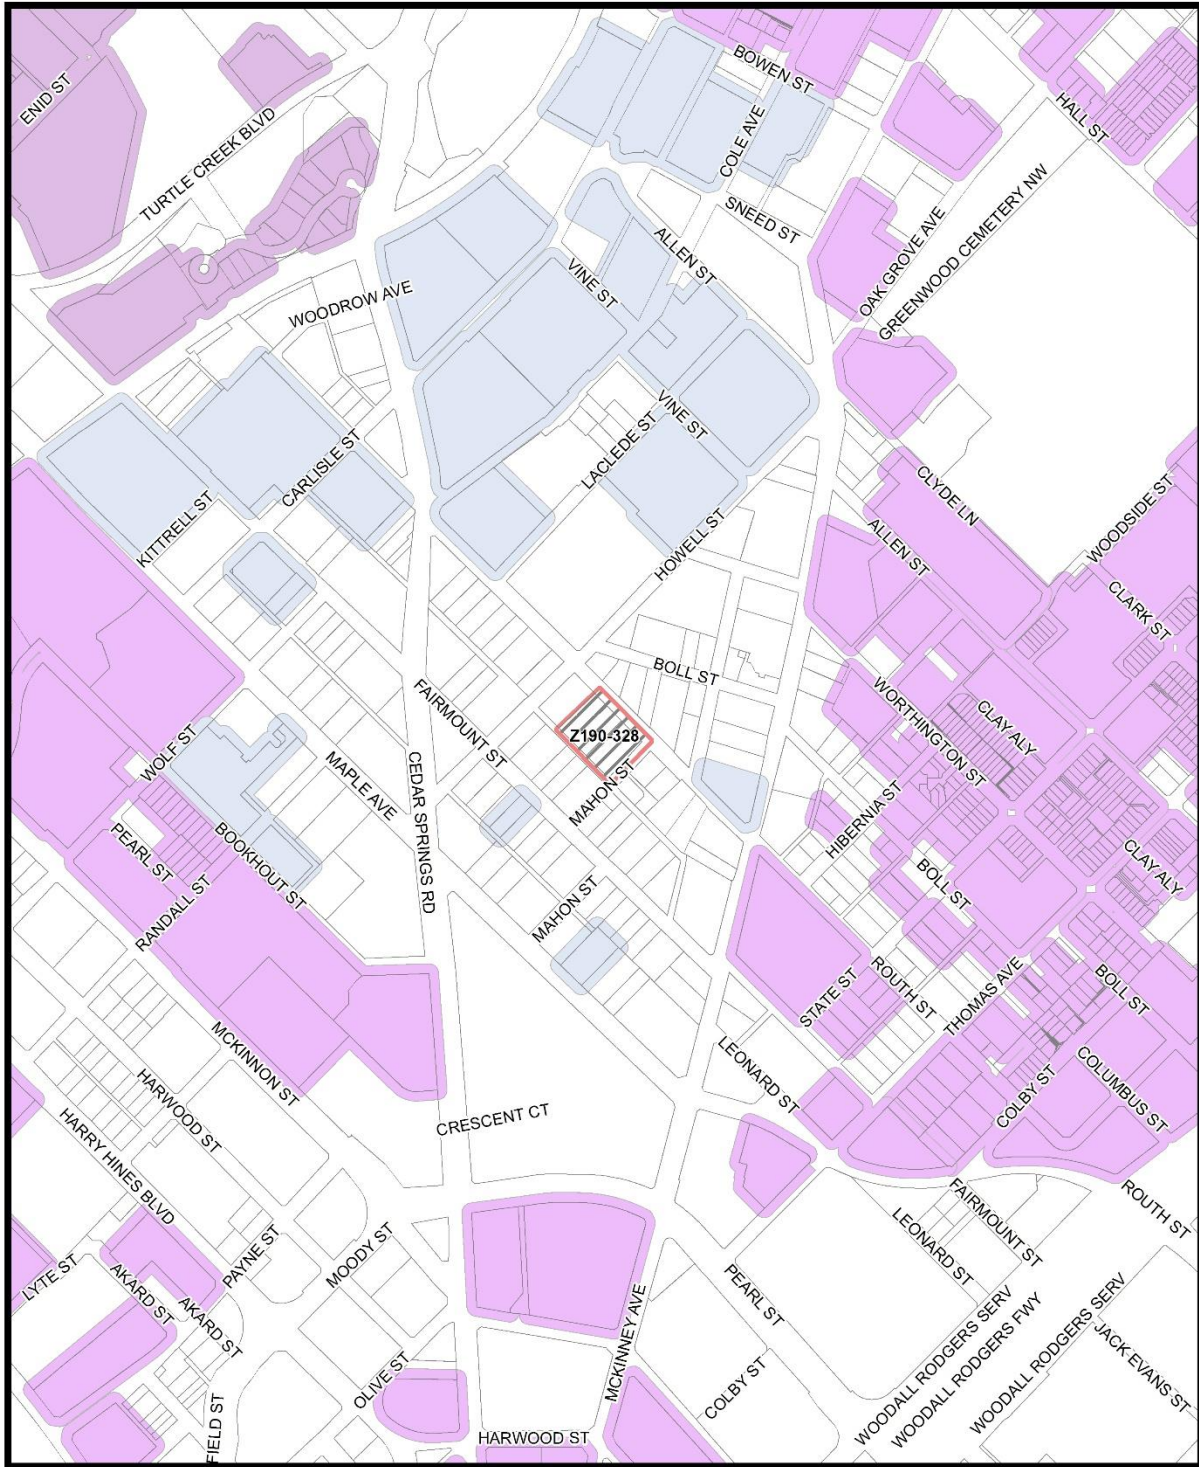 BOWEN ST
ENID ST
HALL ST
COLE AVE
TURTLE CREEK BLVD
SNEED ST
OAK GROVE AVE
GREENWOOD CEMETERY NW
ALLEN ST
VINE ST
WOODROW AVE
VINE ST
LACLEDE ST
CARLISLE ST
CLYDE LN
WOODSIDE ST
KITTRELL ST
HOWELL ST
ALLEN ST
CLARK ST
BOLL ST
FAIRMOUNT ST
WORTHINGTON ST
CLAY ALY
Z190-328
WOLF ST
MAPLE AVE
CEDAR SPRINGS RD
MAHON ST
HIBERNIA ST
PEARL ST
BOOKHOUT ST
CLAY ALY
BOLL ST
RANDALL ST
MAHON ST
STATE ST
ROUTH ST
THOMAS AVE
BOLL ST
MCKINNON ST
LEONARD ST
COLBY ST
COLUMBUS ST
HARWOOD ST
CRESCENT CT
HARRY HINES BLVD
ROUTH ST
FAIRMOUNT ST
LEONARD ST
LYTE ST
PAYNE ST
MOODY ST
AKARD ST
AKARD ST
PEARL ST
MCKINNEY AVE
WOODALL RODGERS SERV
WOODALL RODGERS FWY
WOODALL RODGERS SERV
JACK EVANS ST
OLIVE ST
COLBY ST
FIELD ST
HARWOOD ST